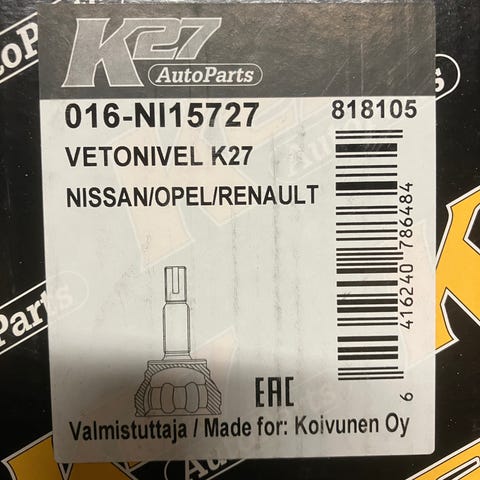 K27
AutoParts
016-NI15727
818105
VETONIVEL K27
NISSAN/OPEL/RENAULT
6 416240 786484
EAC
Valmistuttaja / Made for: Koivunen Oy